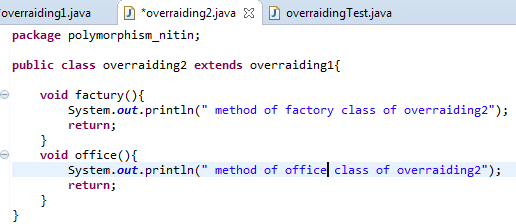 *overraiding1.java *overraiding2.java overraidingTest.java
package polymorphism_nitin;
public class overraiding2 extends overraiding1{
void factury(){
System.out.println(" method of factory class of overraiding2");
return;
}
void office(){
System.out.println(" method of office class of overraiding2");
return;
}
}